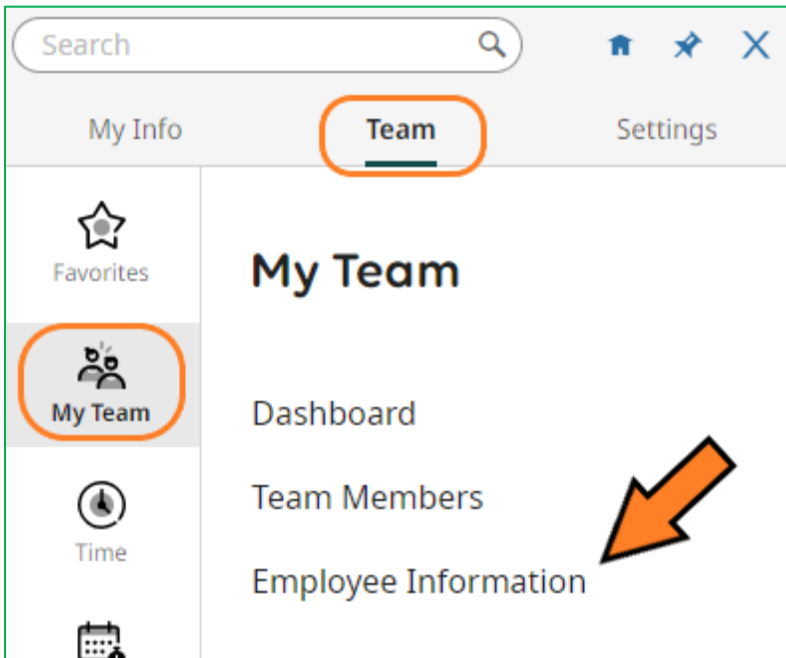 Search
My Info
Team
Settings
Favorites
My Team
My Team
Dashboard
Team Members
Time
Employee Information